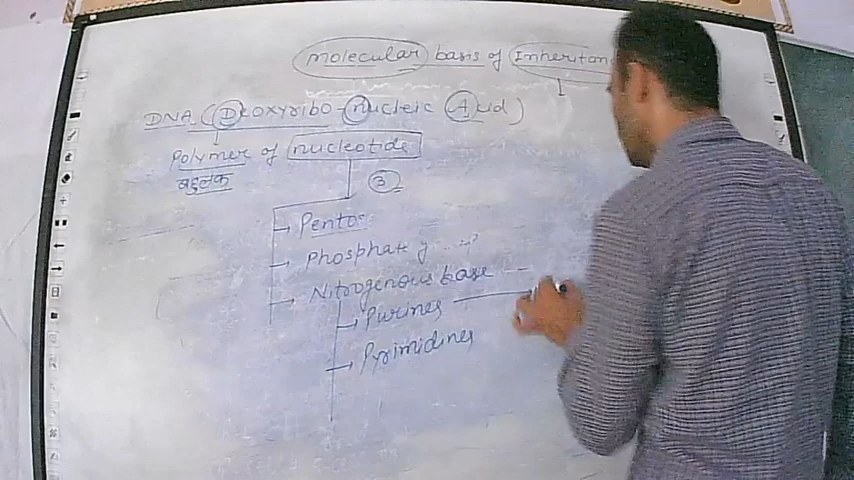 molecular basis of Inheritan
DNA (Deoxyribo-nucleic Acid)
Polymer of nucleotide
बहुलक
3
Pentos
Phosphate g
Nitrogenous base
Purines
Pyrimidines